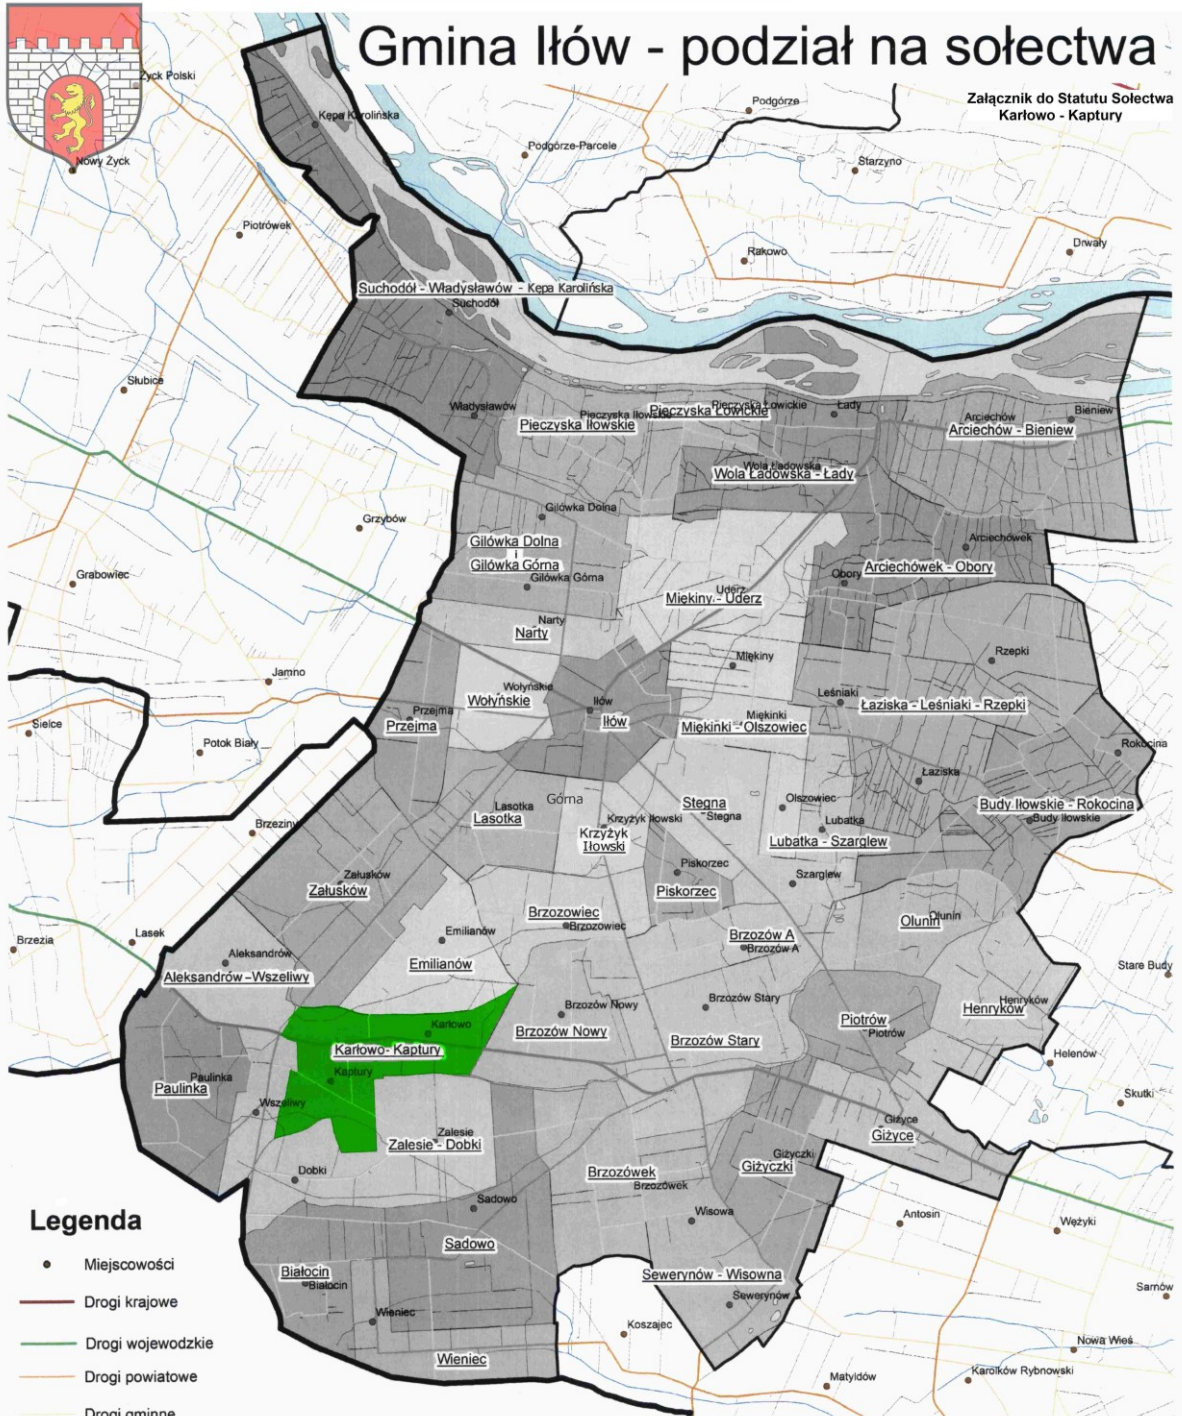 Gmina Iłów - podział na sołectwa
Załącznik do Statutu Sołectwa
Karłowo - Kaptury
Życk Polski
Kępa Karolińska
Podgórze
Podgórze-Parcele
Starzyno
Nowy Życk
Piotrówek
Rakowo
Drwały
Suchodół - Władysławów - Kępa Karolińska
Suchodół
Słubice
Władysławów
Pieczyska Iłowskie
Pieczyska Iłowskie
Pieczyska Łowickie
Pieczyska Łowickie
Łady
Arciechów
Bieniew
Arciechów - Bieniew
Wola Ładowska
Wola Ładowska - Łady
Gilówka Dolna
Grzybów
Gilówka Dolna
i
Gilówka Górna
Gilówka Górna
Arciechówek
Arciechówek - Obory
Obory
Grabowiec
Uderz
Miękiny - Uderz
Narty
Narty
Miękiny
Rzepki
Jamno
Wołyńskie
Wołyńskie
Iłów
Iłów
Leśniaki
Łaziska - Leśniaki - Rzepki
Przejma
Przejma
Miękinki
Miękinki - Olszowiec
Sielce
Potok Biały
Rokocina
Łaziska
Górna
Lasotka
Lasotka
Stegna
Stegna
Olszowiec
Budy Iłowskie - Rokocina
Budy Iłowskie
Brzeziny
Krzyżyk Iłowski
Krzyżyk
Iłowski
Lubatka
Lubatka - Szarglew
Piskorzec
Piskorzec
Szarglew
Załusków
Załusków
Brzozowiec
Brzozowiec
Olunin
Olunin
Brzezia
Lasek
Emilianów
Emilianów
Brzozów A
Brzozów A
Aleksandrów
Aleksandrów -Wszeliwy
Stare Budy
Brzozów Nowy
Brzozów Nowy
Brzozów Stary
Brzozów Stary
Piotrów
Piotrów
Henryków
Henryków
Karłowo
Karłowo- Kaptury
Kaptury
Helenów
Paulinka
Paulinka
Wszeliwy
Skutki
Zalesie
Zalesie - Dobki
Giżyce
Giżyce
Dobki
Giżyczki
Giżyczki
Brzozówek
Brzozówek
Sadowo
Sadowo
Wisowa
Antosin
Wężyki
Białocin
Białocin
Sewerynów - Wisowna
Sewerynów
Sarnów
Wieniec
Wieniec
Koszajec
Nowa Wieś
Matyldów
Karolków Rybnowski
Legenda
Miejscowości
Drogi krajowe
Drogi wojewodzkie
Drogi powiatowe
Drogi gminne